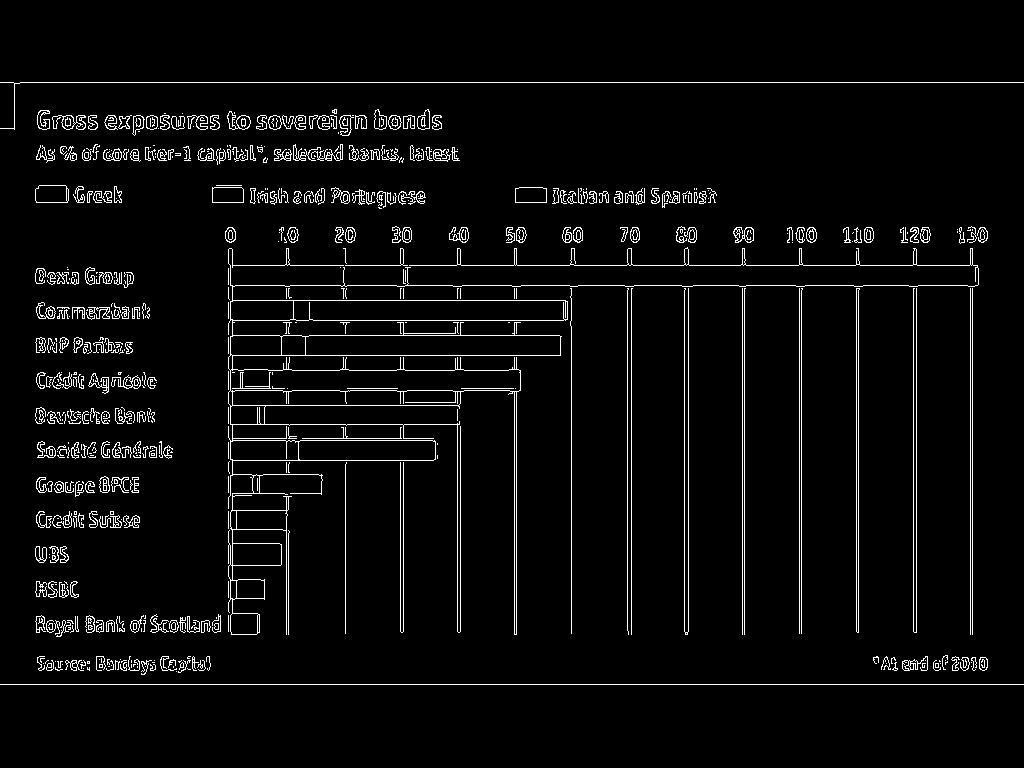 Gross exposures to sovereign bonds
As % of core tier-1 capital*, selected banks, latest
Greek Irish and Portuguese Italian and Spanish
0 10 20 30 40 50 60 70 80 90 100 110 120 130
Dexia Group
Commerzbank
BNP Paribas
Crédit Agricole
Deutsche Bank
Société Générale
Groupe BPCE
Credit Suisse
UBS
HSBC
Royal Bank of Scotland
Source: Barclays Capital *At end of 2010